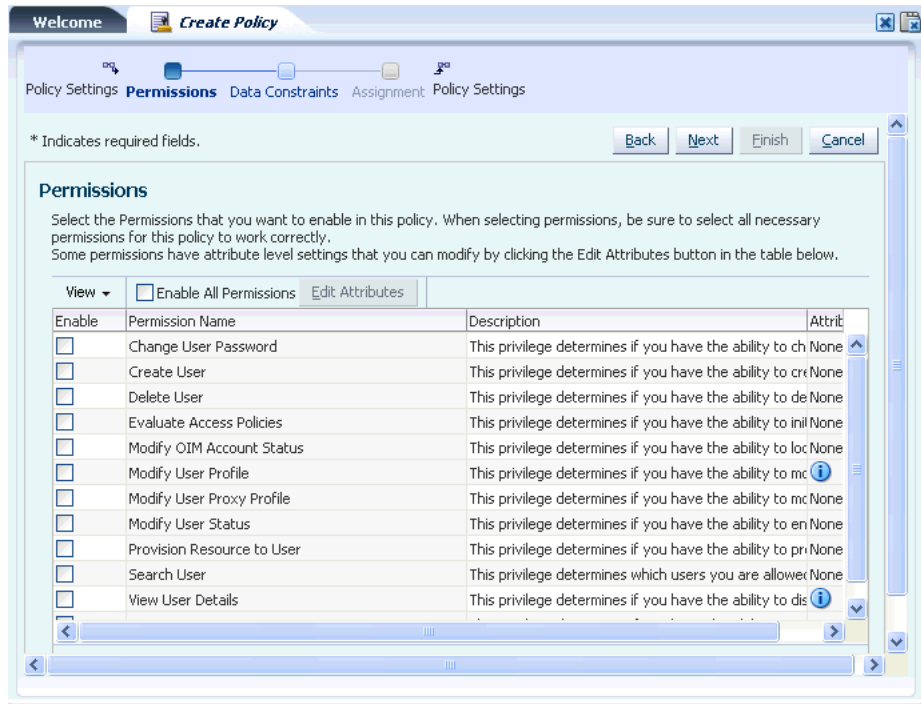 Welcome
Create Policy
Policy Settings Permissions Data Constraints Assignment Policy Settings
* Indicates required fields.
Back Next Finish Cancel
Permissions
Select the Permissions that you want to enable in this policy. When selecting permissions, be sure to select all necessary
permissions for this policy to work correctly.
Some permissions have attribute level settings that you can modify by clicking the Edit Attributes button in the table below.
View Enable All Permissions Edit Attributes
Enable Permission Name Description Attrib
Change User Password This privilege determines if you have the ability to ch None
Create User This privilege determines if you have the ability to cre None
Delete User This privilege determines if you have the ability to de None
Evaluate Access Policies This privilege determines if you have the ability to ini None
Modify OIM Account Status This privilege determines if you have the ability to loc None
Modify User Profile This privilege determines if you have the ability to mo
Modify User Proxy Profile This privilege determines if you have the ability to mo None
Modify User Status This privilege determines if you have the ability to en None
Provision Resource to User This privilege determines if you have the ability to pr None
Search User This privilege determines which users you are allowed None
View User Details This privilege determines if you have the ability to dis